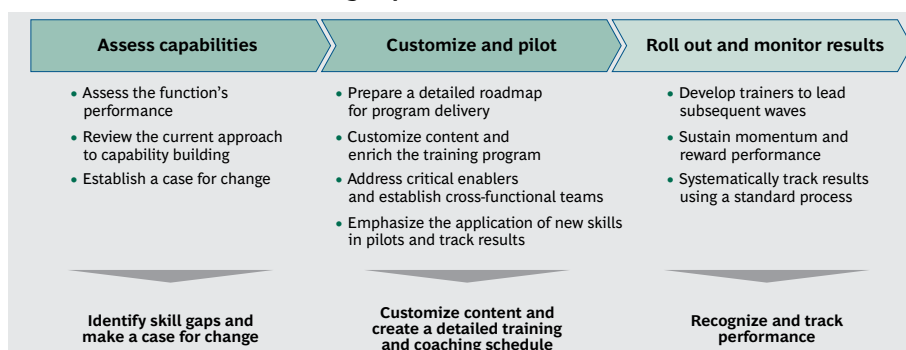 Assess capabilities
• Assess the function's
performance
• Review the current approach
to capability building
• Establish a case for change
Identify skill gaps and
make a case for change
Customize and pilot
• Prepare a detailed roadmap
for program delivery
• Customize content and
enrich the training program
• Address critical enablers
and establish cross-functional teams
• Emphasize the application of new skills
in pilots and track results
Customize content and
create a detailed training
and coaching schedule
Roll out and monitor results
• Develop trainers to lead
subsequent waves
• Sustain momentum and
reward performance
• Systematically track results
using a standard process
Recognize and track
performance